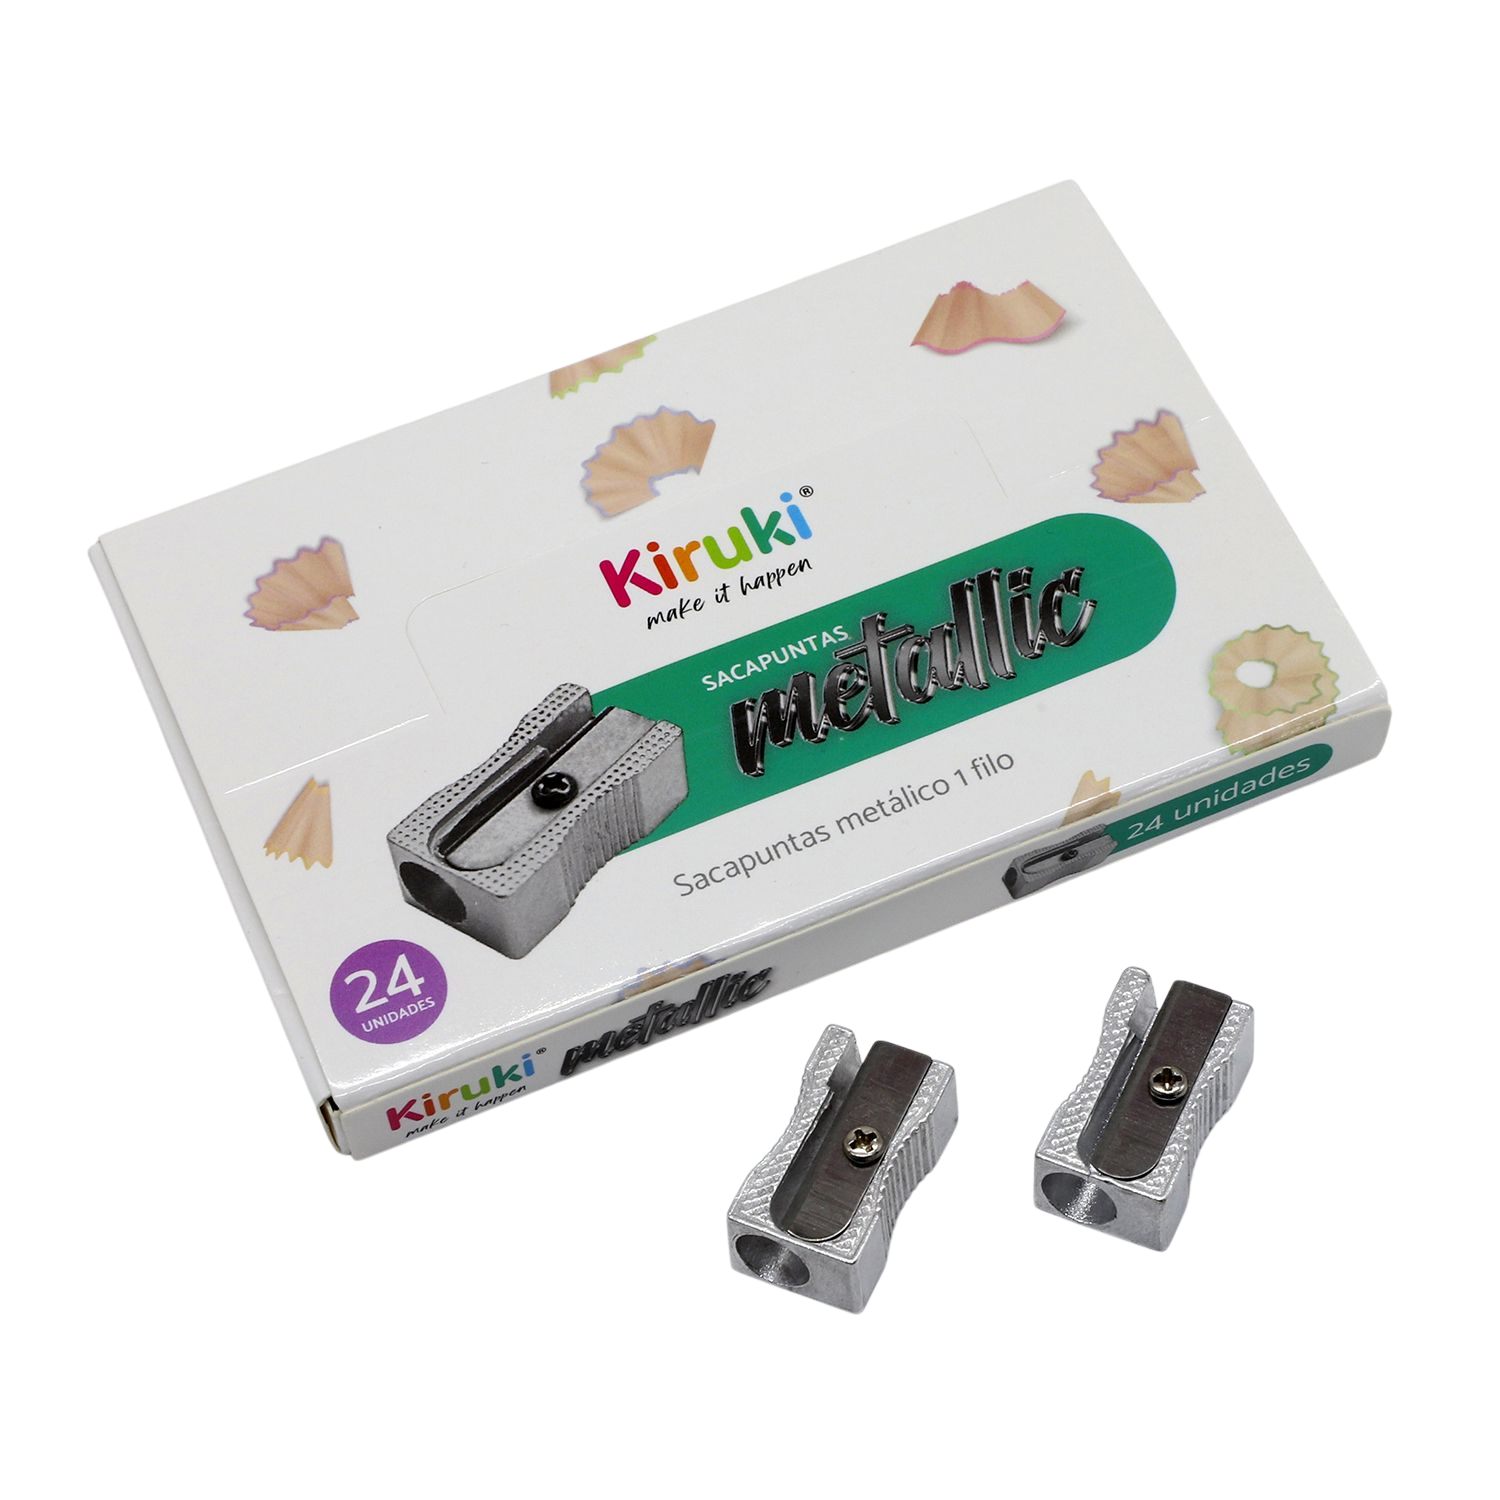 Kiruki®
make it happen
SACAPUNTAS
metallic
Sacapuntas metálico 1 filo
24
UNIDADES
24 unidades
Kiruki®
make it happen
metallic